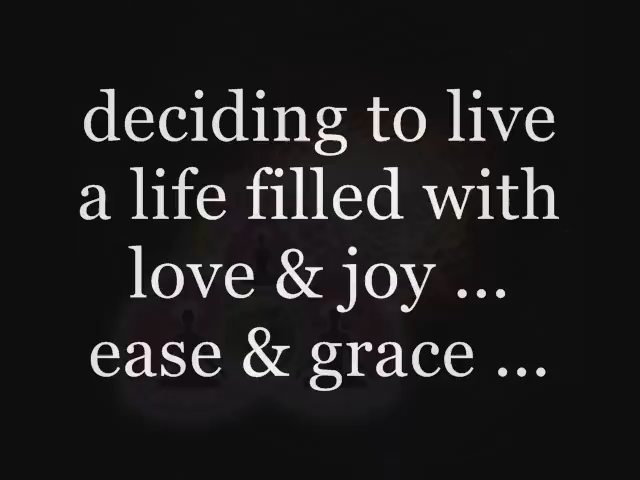 deciding to live
a life filled with
love & joy ...
ease & grace ...